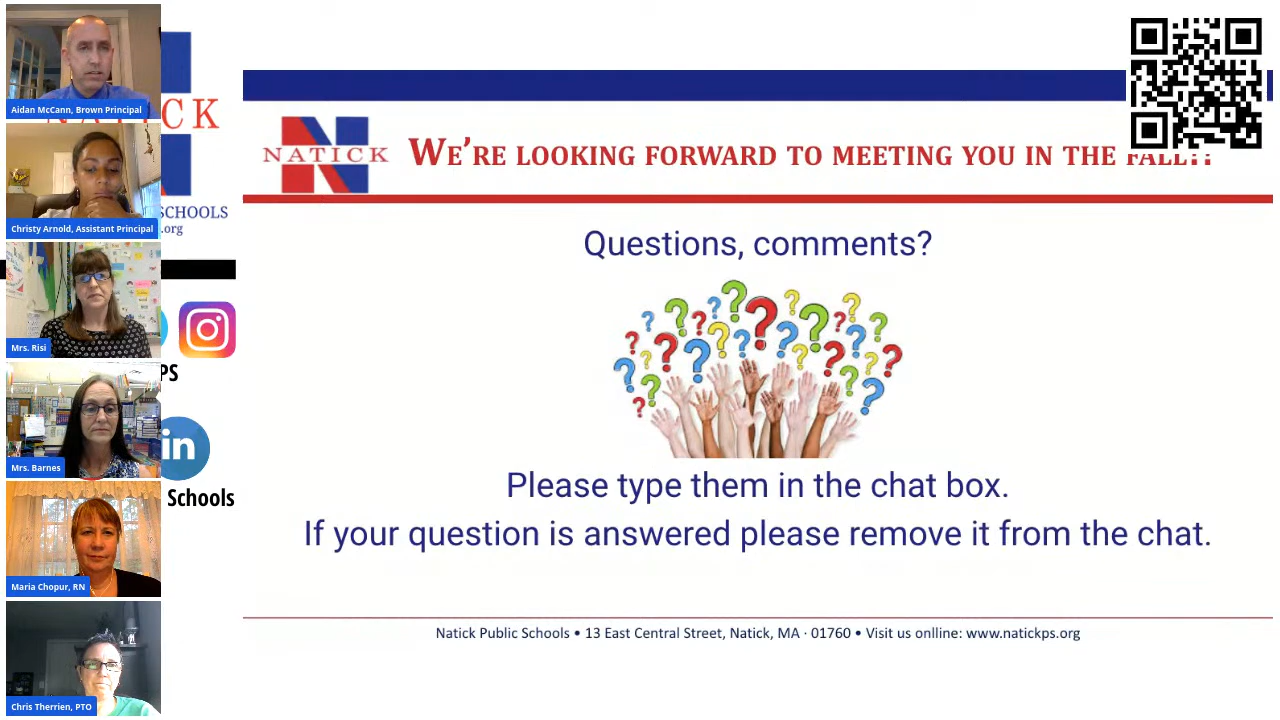 Aidan McCann, Brown Principal
CK
Christy Arnold, Assistant Principal
SCHOOLS
.org
Mrs. Risi
PS
Mrs. Barnes
in
Schools
Maria Chopur, RN
Chris Therrien, PTO
NATICK
WE'RE LOOKING FORWARD TO MEETING YOU IN THE FALL!!
Questions, comments?
Please type them in the chat box.
If your question is answered please remove it from the chat.
Natick Public Schools • 13 East Central Street, Natick, MA · 01760 • Visit us onlline: www.natickps.org